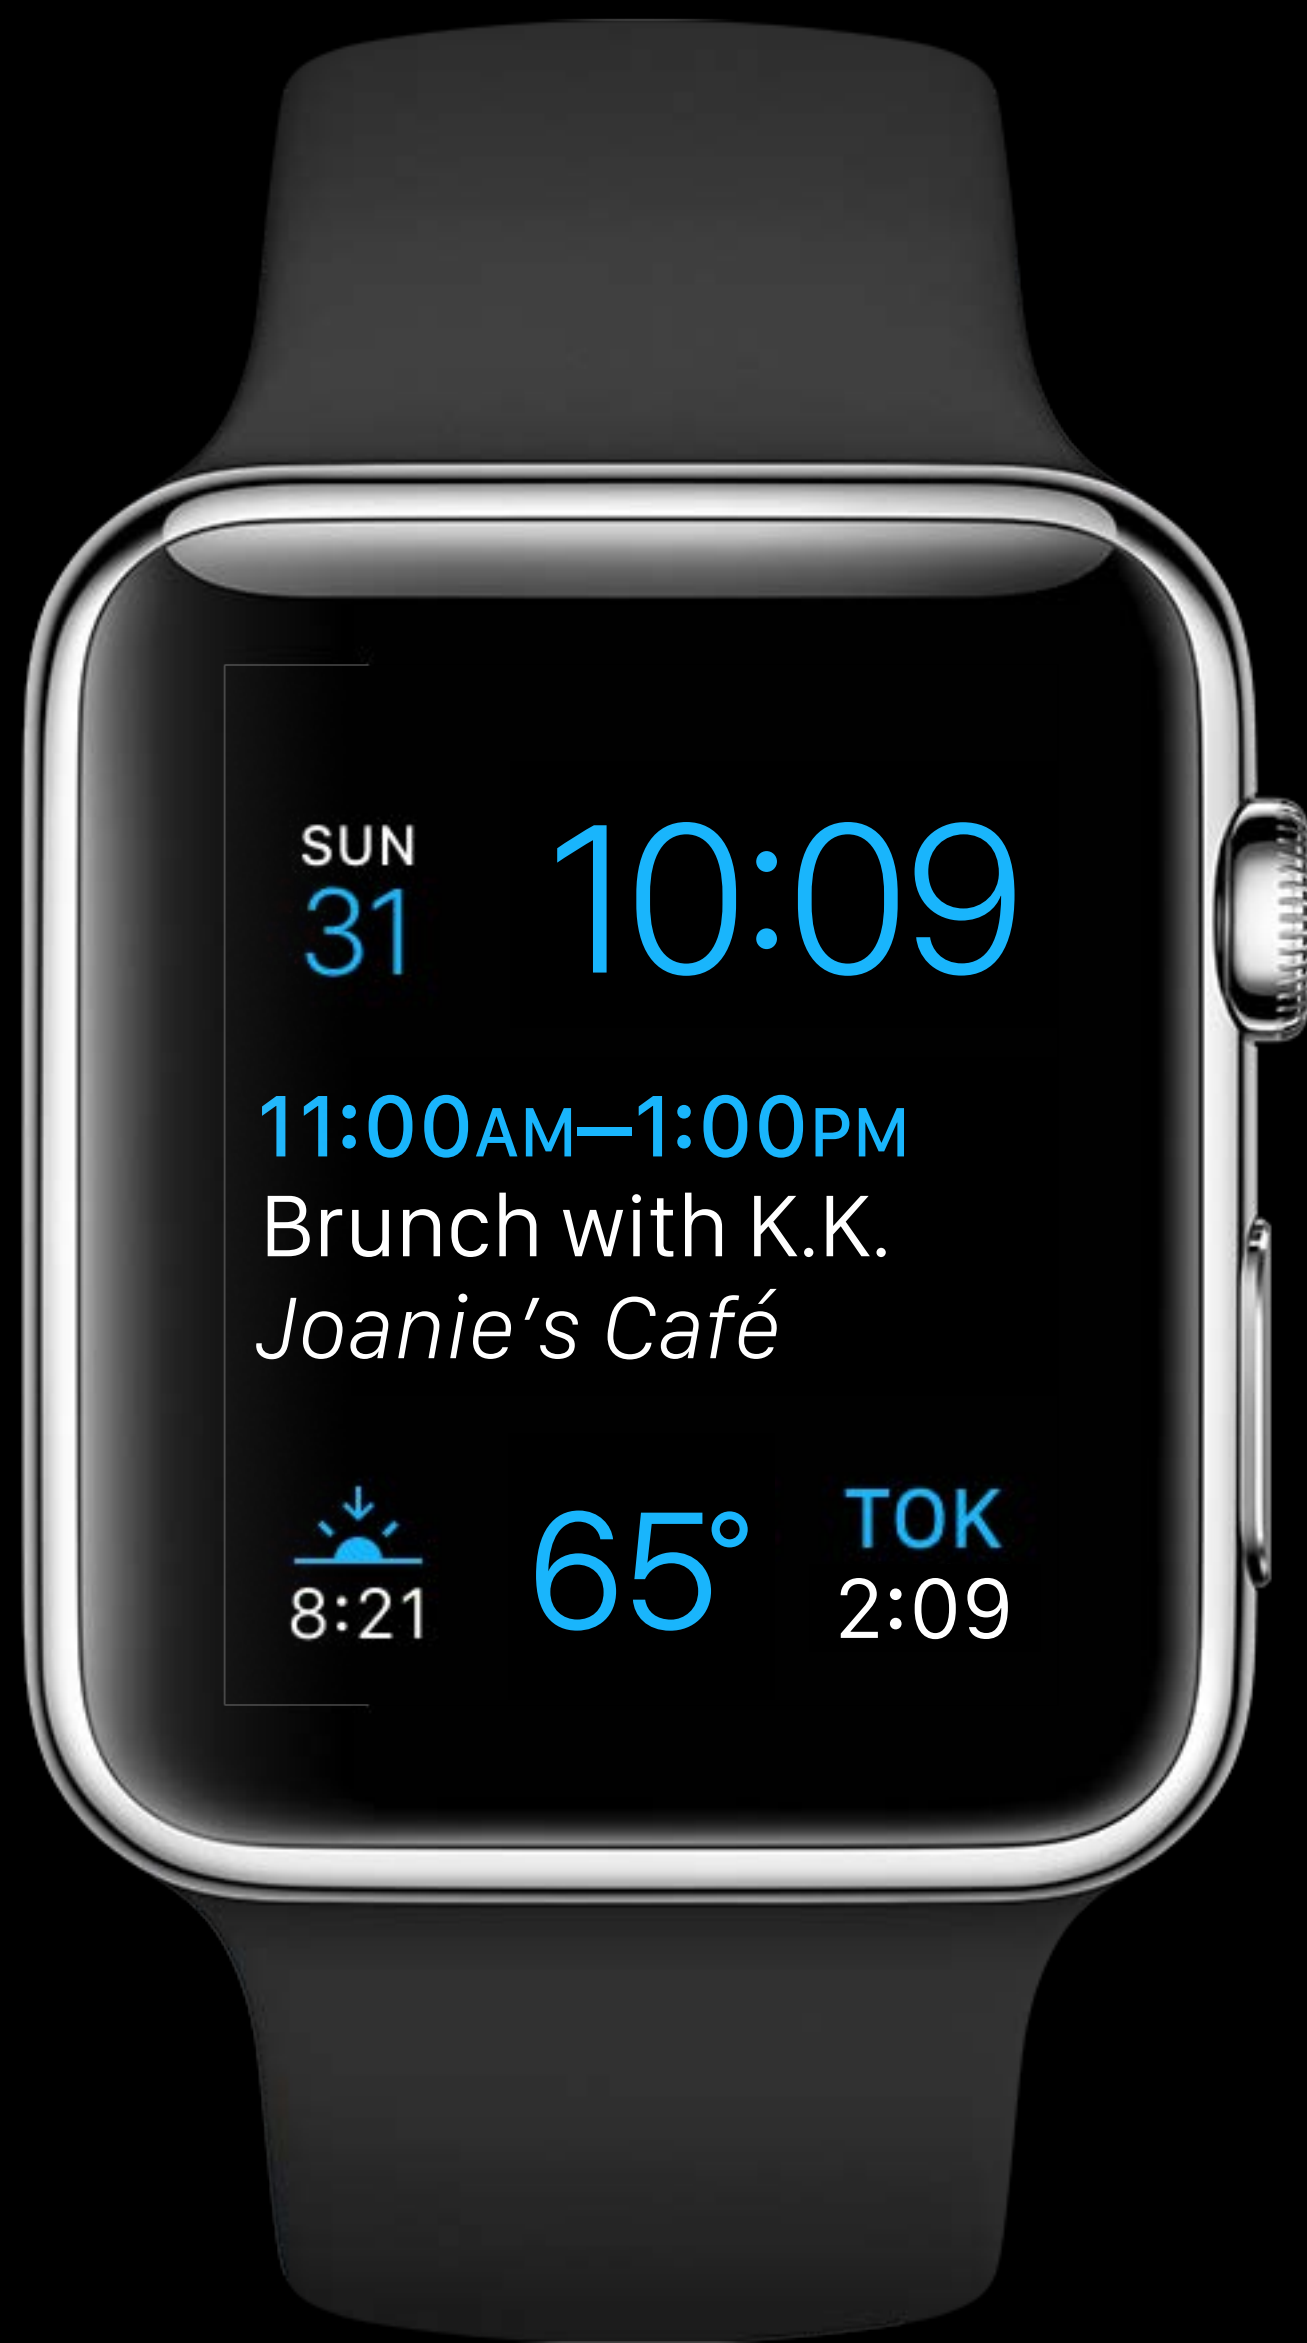 SUN
31
10:09
11:00AM–1:00PM
Brunch with K.K.
Joanie’s Café
8:21
65°
TOK
2:09